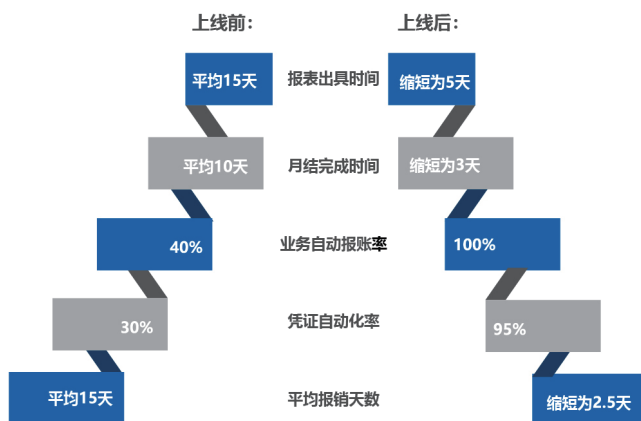 上线前：
上线后：
平均15天
报表出具时间
缩短为5天
平均10天
月结完成时间
缩短为3天
40%
业务自动报账率
100%
30%
凭证自动化率
95%
平均15天
平均报销天数
缩短为2.5天